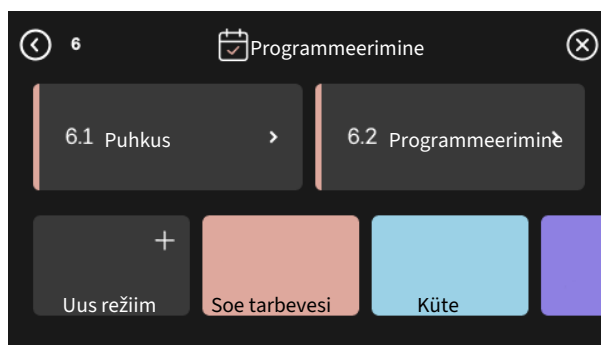 6 Programmeerimine
6.1 Puhkus 6.2 Programmeerimine
Uus režiim Soe tarbevesi Küte